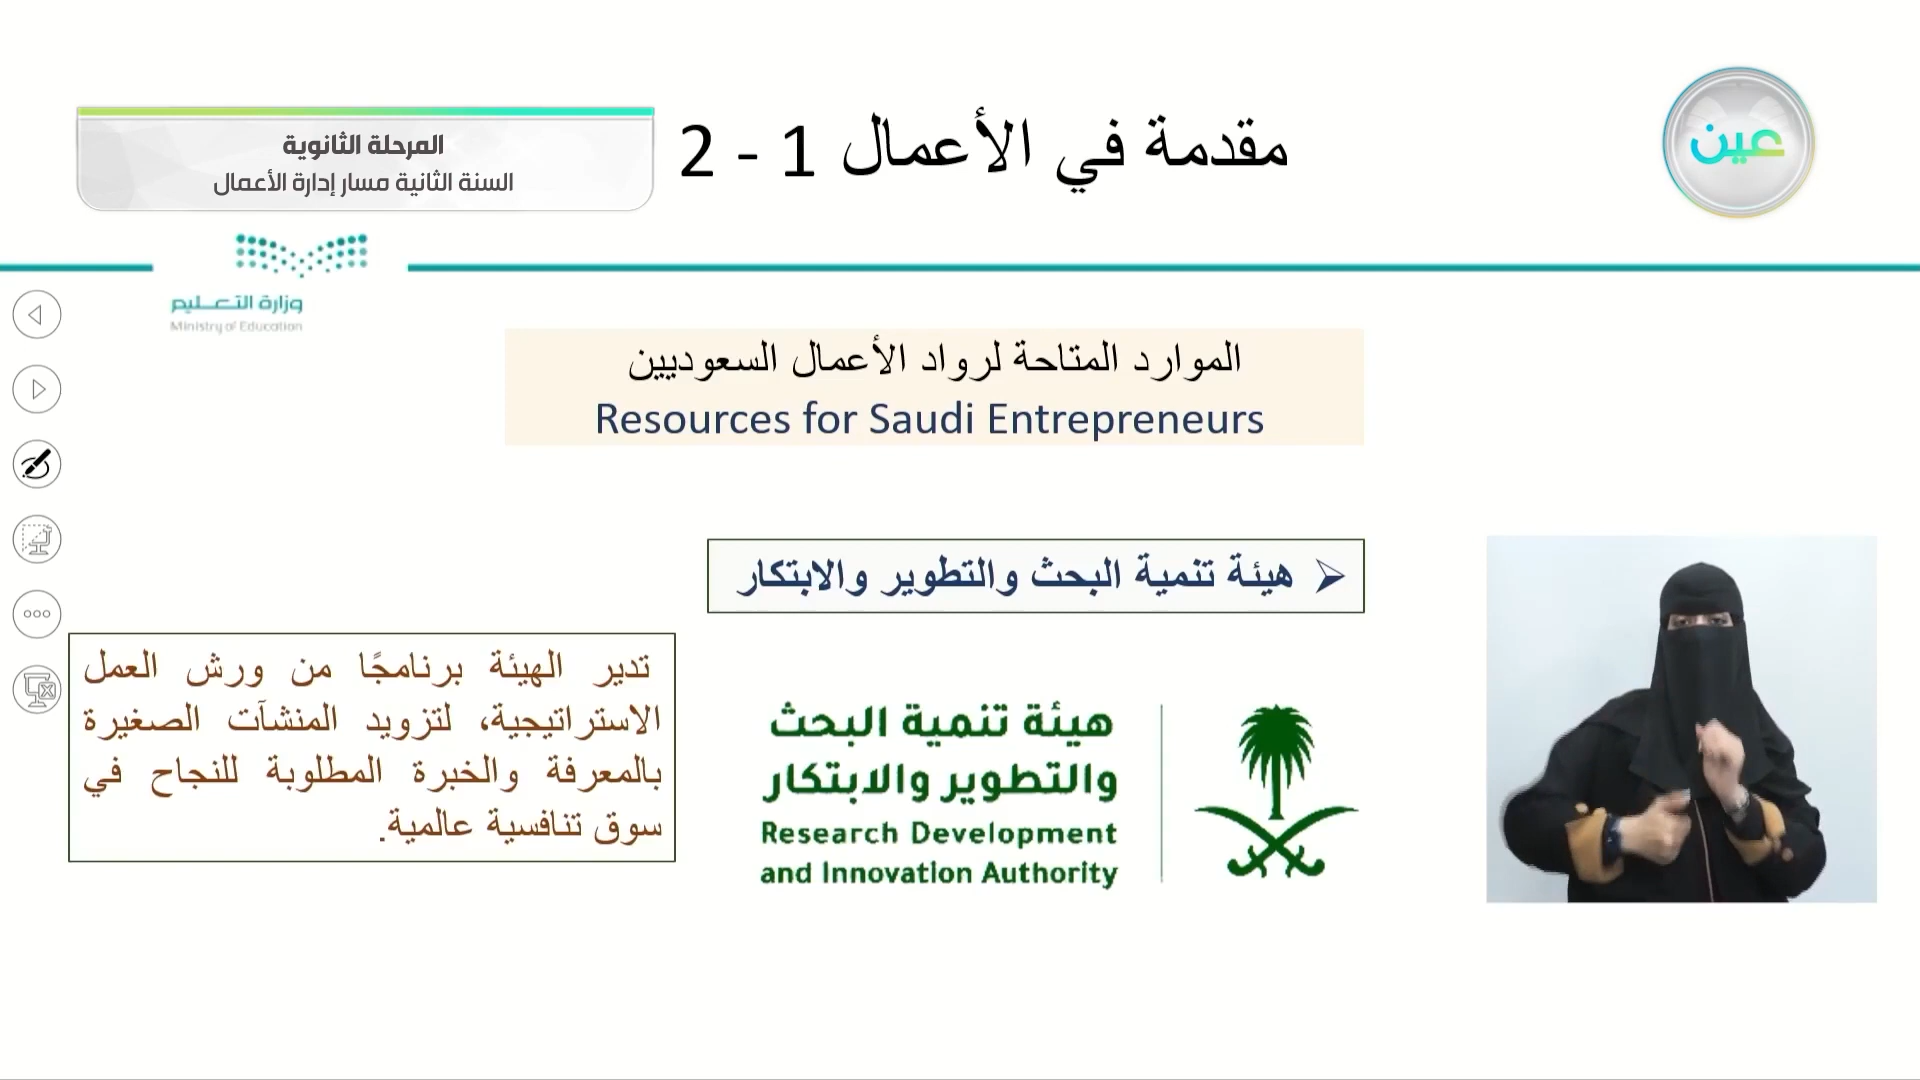 عين
مقدمة في الأعمال 1 - 2
المرحلة الثانوية
السنة الثانية مسار إدارة الأعمال
وزارة التعليم
Ministry of Education
الموارد المتاحة لرواد الأعمال السعوديين
Resources for Saudi Entrepreneurs
هيئة تنمية البحث والتطوير والابتكار
هيئة تنمية البحث
والتطوير والابتكار
Research Development
and Innovation Authority
تدير الهيئة برنامجًا من ورش العمل
الاستراتيجية، لتزويد المنشآت الصغيرة
بالمعرفة والخبرة المطلوبة للنجاح في
سوق تنافسية عالمية.